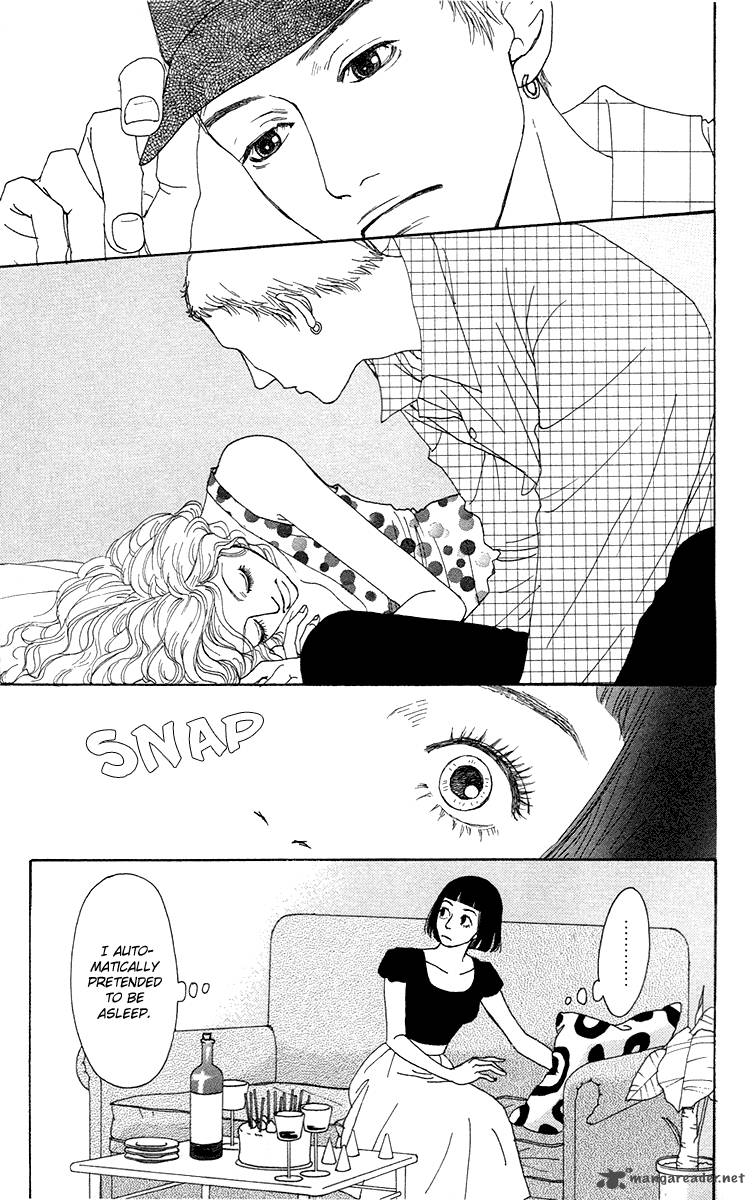 SNAP
.........
I AUTO-
MATICALLY
PRETENDED
TO BE
ASLEEP.
mangareader.net